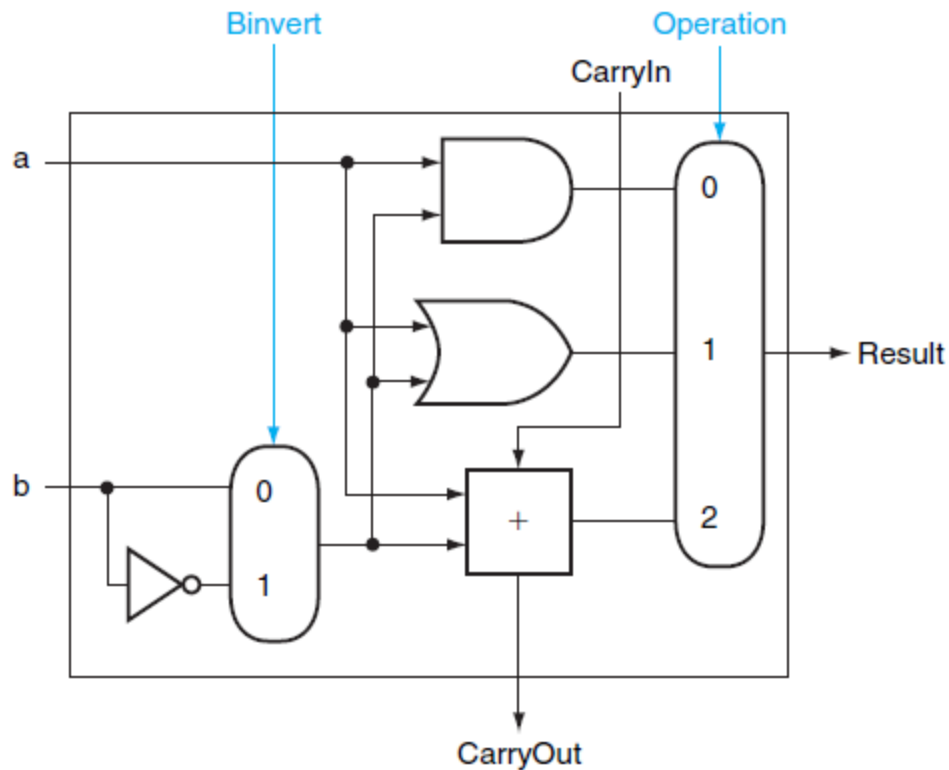 Binvert
Operation
CarryIn
a
0
1
Result
b
0
2
+
1
CarryOut